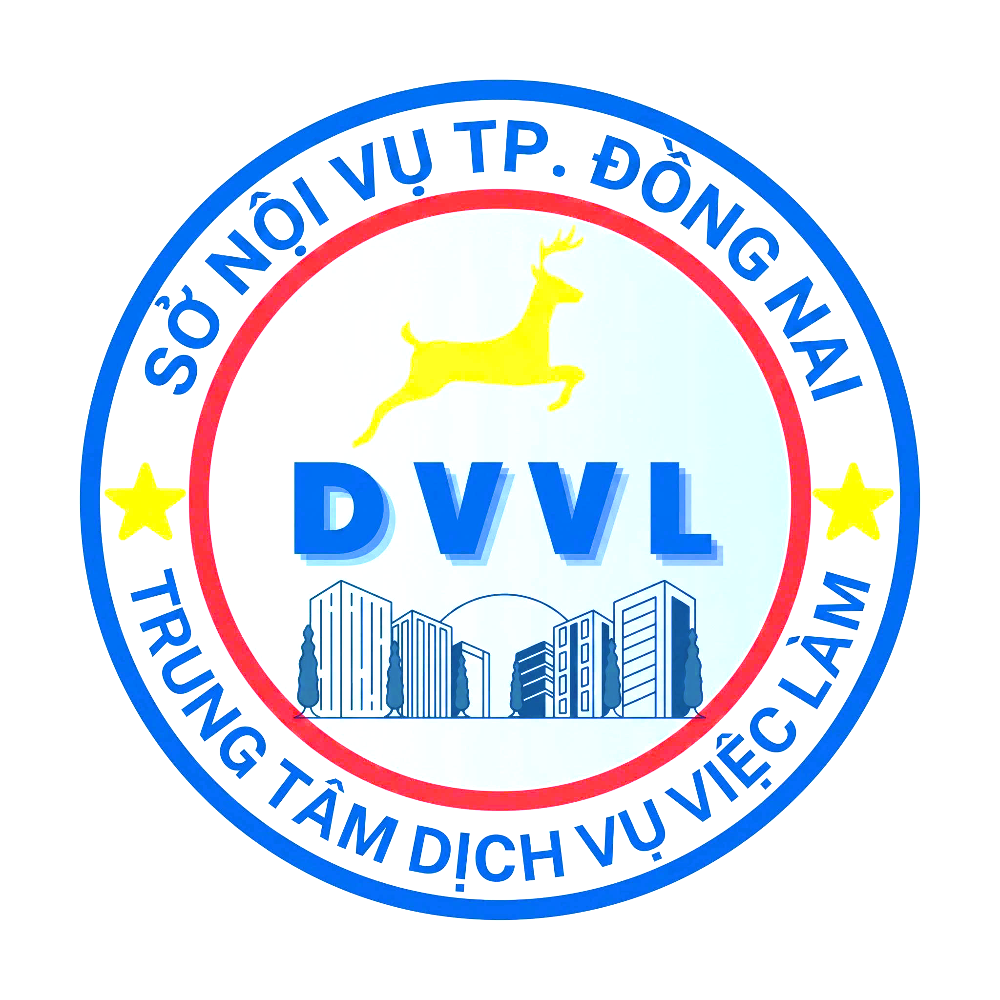 SỞ NỘI VỤ TP. ĐỒNG NAI
DVVL
TRUNG TÂM DỊCH VỤ VIỆC LÀM